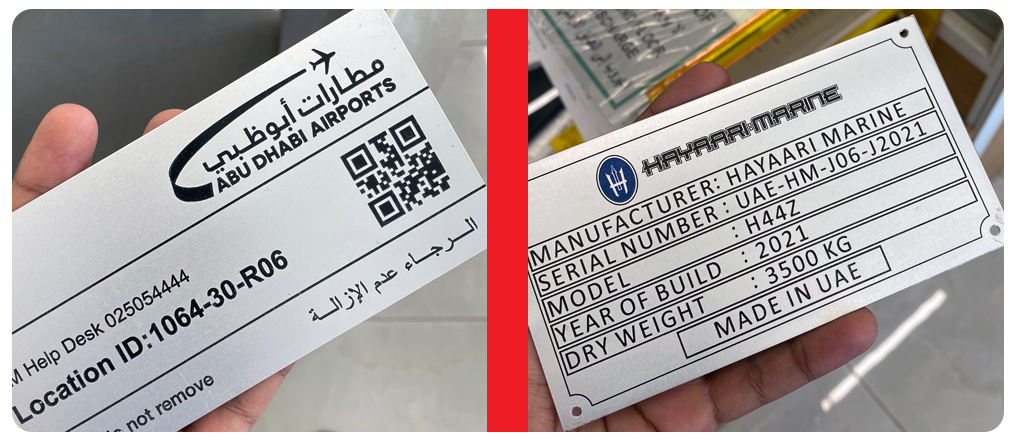 مطارات أبوظبي
ABU DHABI AIRPORTS
M Help Desk 025054444
Location ID:1064-30-R06
الرجاء عدم الإزالة
not remove
HAYAARI MARINE
MANUFACTURER: HAYAARI MARINE
SERIAL NUMBER : UAE-HM-J06-J2021
MODEL : H44Z
YEAR OF BUILD : 2021
DRY WEIGHT : 3500 KG
MADE IN UAE